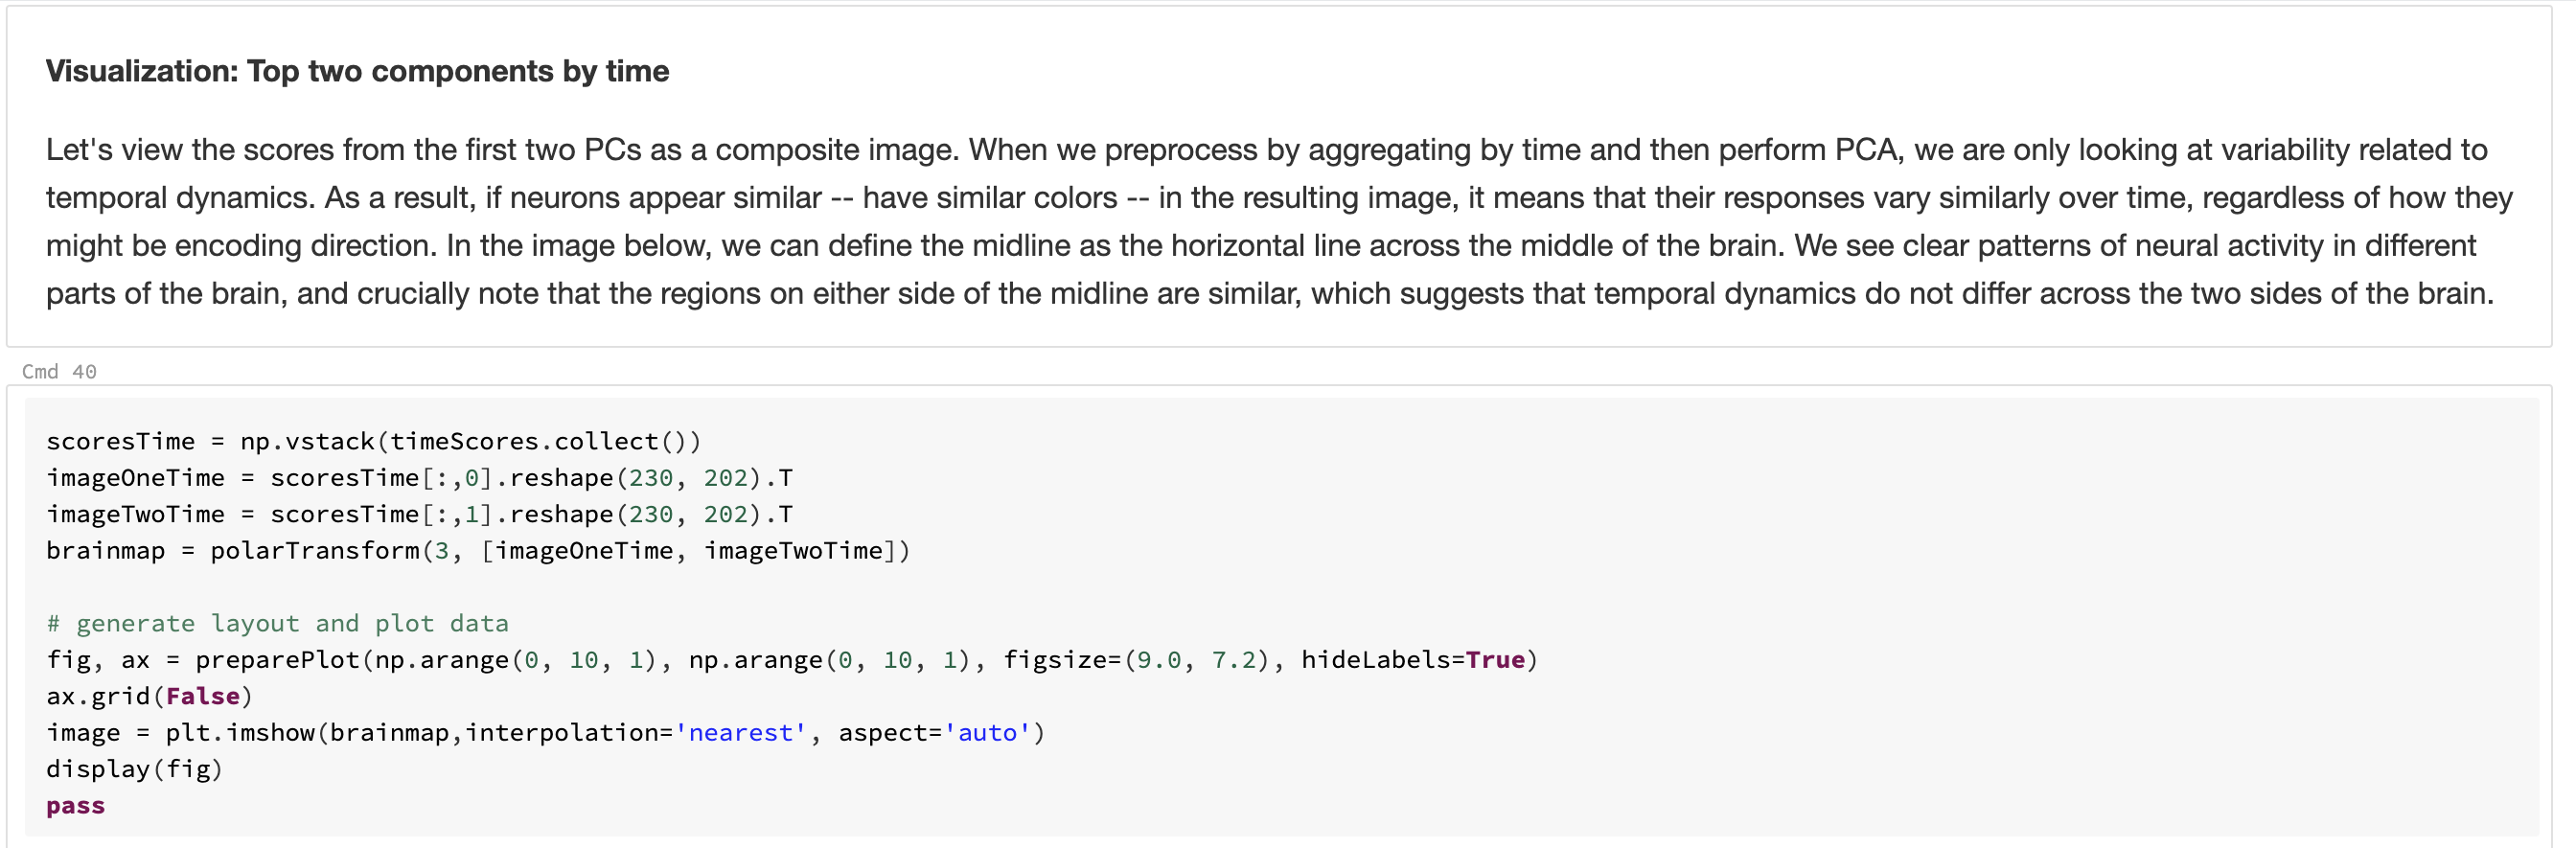 Visualization: Top two components by time
Let's view the scores from the first two PCs as a composite image. When we preprocess by aggregating by time and then perform PCA, we are only looking at variability related to
temporal dynamics. As a result, if neurons appear similar -- have similar colors -- in the resulting image, it means that their responses vary similarly over time, regardless of how they
might be encoding direction. In the image below, we can define the midline as the horizontal line across the middle of the brain. We see clear patterns of neural activity in different
parts of the brain, and crucially note that the regions on either side of the midline are similar, which suggests that temporal dynamics do not differ across the two sides of the brain.
Cmd 40
scoresTime = np.vstack(timeScores.collect())
imageOneTime = scoresTime[:,0].reshape(230, 202).T
imageTwoTime = scoresTime[:,1].reshape(230, 202).T
brainmap = polarTransform(3, [imageOneTime, imageTwoTime])
# generate layout and plot data
fig, ax = preparePlot(np.arange(0, 10, 1), np.arange(0, 10, 1), figsize=(9.0, 7.2), hideLabels=True)
ax.grid(False)
image = plt.imshow(brainmap,interpolation='nearest', aspect='auto')
display(fig)
pass